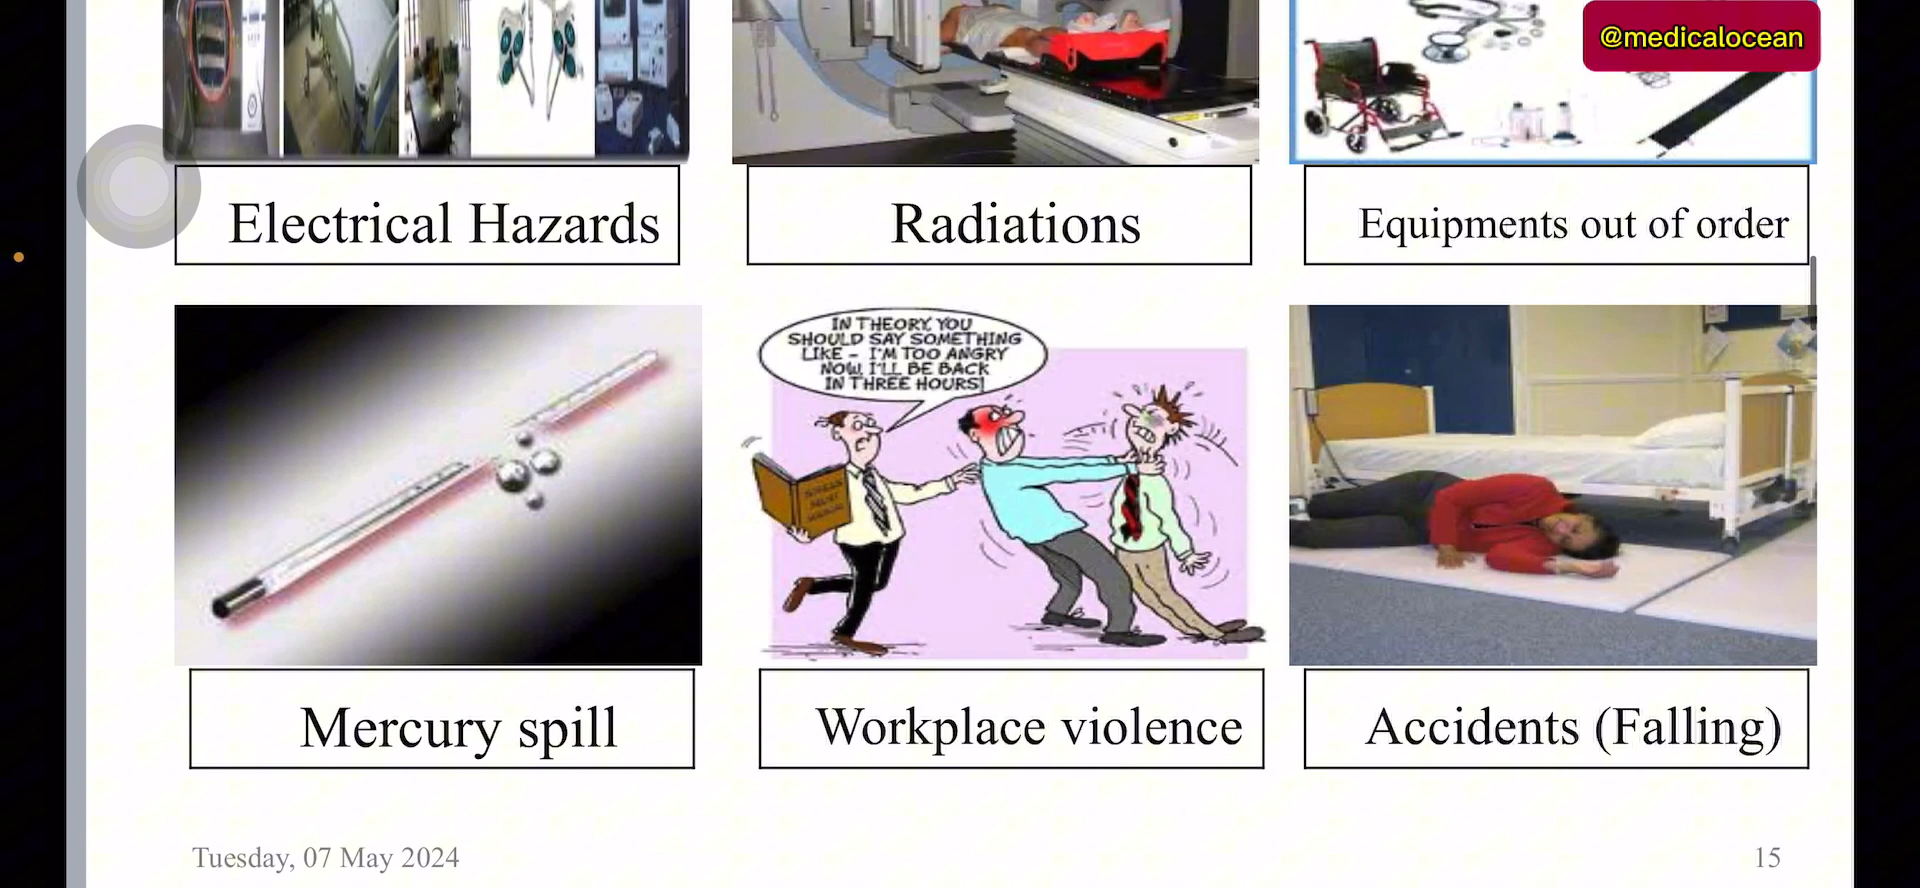 @medicalocean
Electrical Hazards
Radiations
Equipments out of order
IN THEORY, YOU
SHOULD SAY SOMETHING
LIKE - I'M TOO ANGRY
NOW, I'LL BE BACK
IN THREE HOURS!
Mercury spill
Workplace violence
Accidents (Falling)
Tuesday, 07 May 2024
15